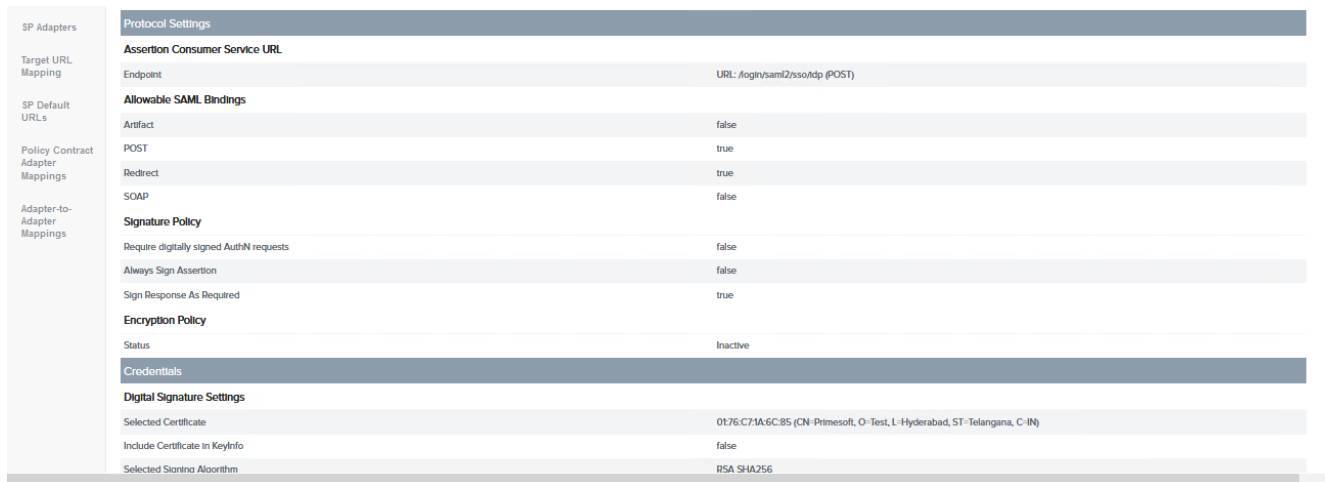 SP Adapters
Target URL
Mapping
SP Default
URLs
Policy Contract
Adapter
Mappings
Adapter-to-
Adapter
Mappings
Protocol Settings
Assertion Consumer Service URL
Endpoint URL: /login/saml2/sso/idp (POST)
Allowable SAML Bindings
Artifact false
POST true
Redirect true
SOAP false
Signature Policy
Require digitally signed AuthN requests false
Always Sign Assertion false
Sign Response As Required true
Encryption Policy
Status Inactive
Credentials
Digital Signature Settings
Selected Certificate 01:76:C7:1A:6C:85 (CN=Primesoft, O=Test, L=Hyderabad, ST=Telangana, C=IN)
Include Certificate in KeyInfo false
Selected Signing Algorithm RSA SHA256